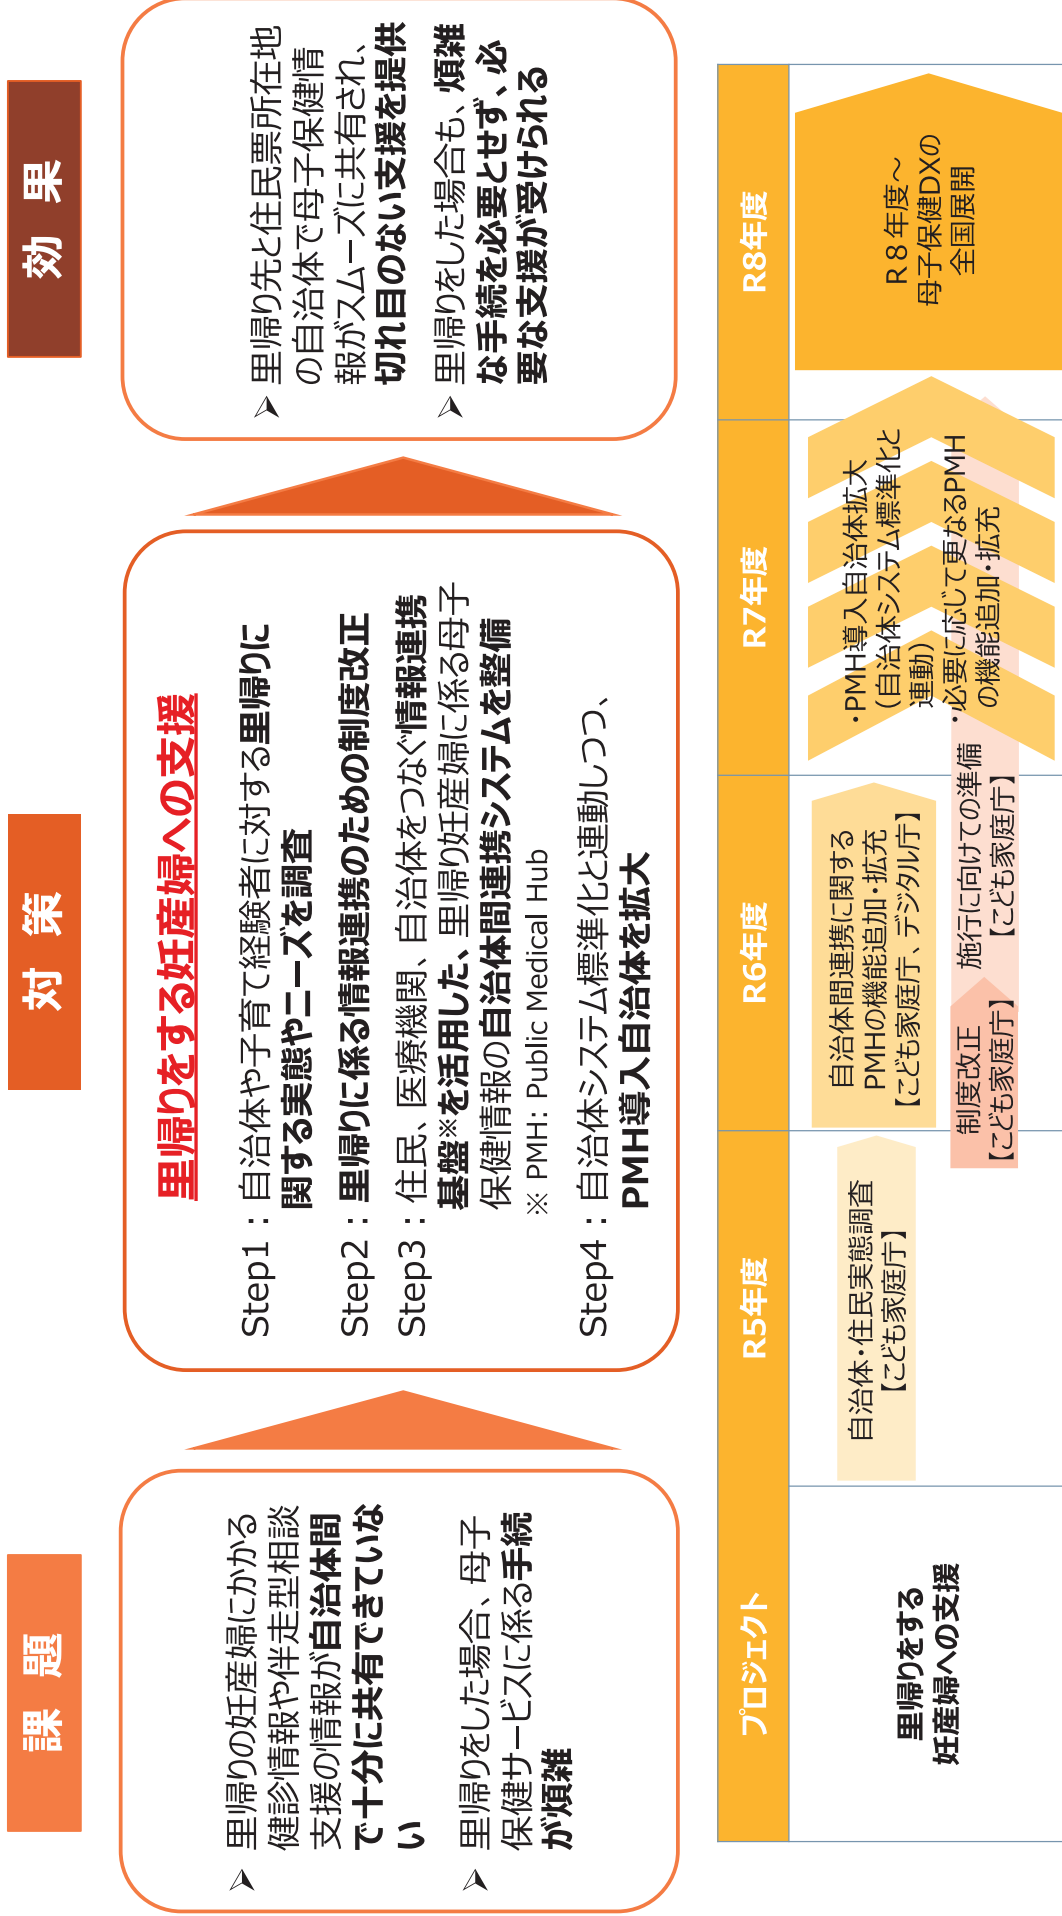 課 題
➢ 里帰りの妊産婦にかかる
健診情報や伴走型相談
支援の情報が自治体間
で十分に共有できていな
い
➢ 里帰りをした場合、母子
保健サービスに係る手続
が煩雑
対 策
里帰りをする妊産婦への支援
Step1：自治体や子育て経験者に対する里帰りに
関する実態やニーズを調査
Step2：里帰りに係る情報連携のための制度改正
Step3：住民、医療機関、自治体をつなぐ情報連携
基盤※を活用した、里帰り妊産婦に係る母子
保健情報の自治体間連携システムを整備
※ PMH：Public Medical Hub
Step4：自治体システム標準化と連動しつつ、
PMH導入自治体を拡大
効 果
➢ 里帰り先と住民票所在地
の自治体で母子保健情
報がスムーズに共有され、
切れ目のない支援を提供
➢ 里帰りをした場合も、煩雑
な手続を必要とせず、必
要な支援が受けられる
プロジェクト R5年度 R6年度 R7年度 R8年度
里帰りをする
妊産婦への支援
自治体・住民実態調査
【こども家庭庁】
自治体間連携に関する
PMHの機能追加・拡充
【こども家庭庁、デジタル庁】
制度改正
【こども家庭庁】
施行に向けての準備
【こども家庭庁】
・PMH導入自治体拡大
（自治体システム標準化と
連動）
・必要に応じて更なるPMH
の機能追加・拡充
R８年度～
母子保健DXの
全国展開